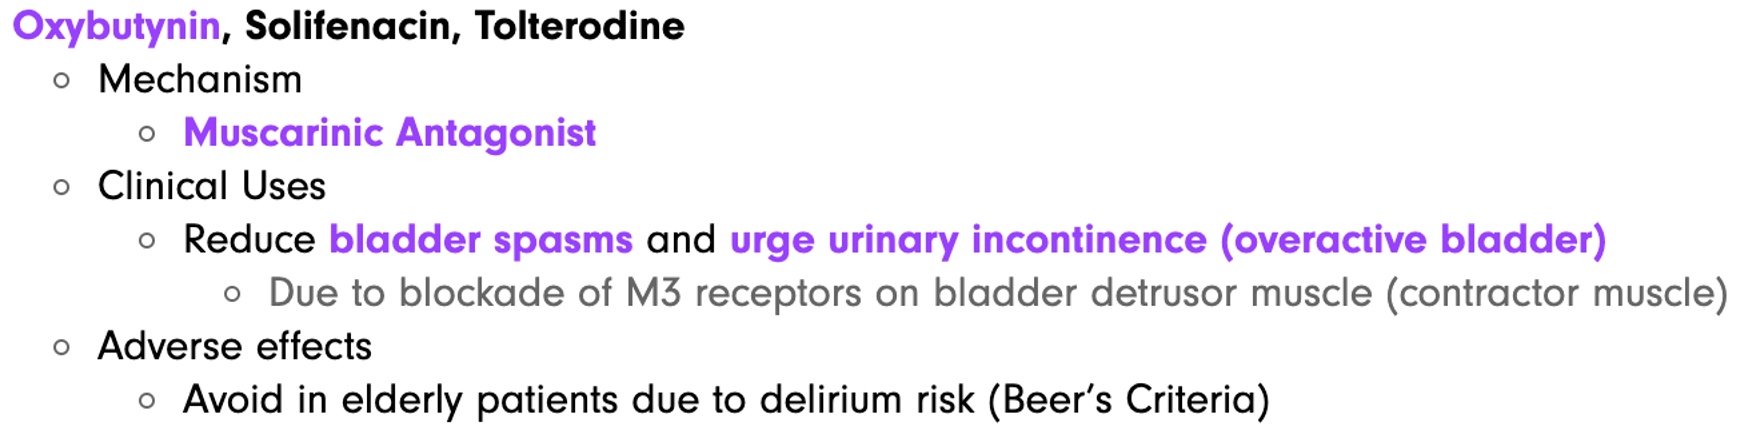 Oxybutynin, Solifenacin, Tolterodine
Mechanism
Muscarinic Antagonist
Clinical Uses
Reduce bladder spasms and urge urinary incontinence (overactive bladder)
Due to blockade of M3 receptors on bladder detrusor muscle (contractor muscle)
Adverse effects
Avoid in elderly patients due to delirium risk (Beer's Criteria)